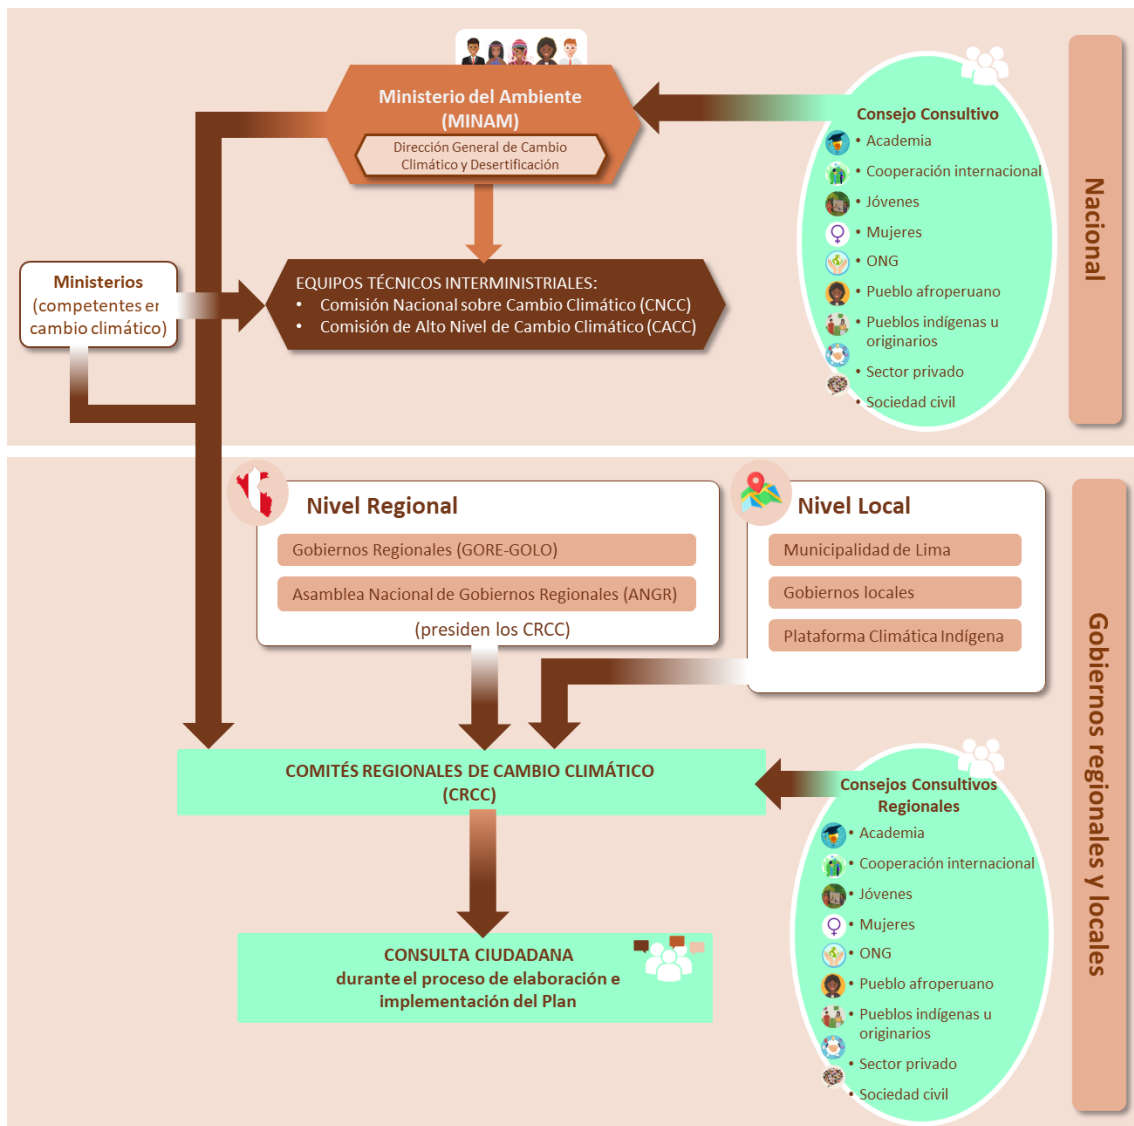 Ministerio del Ambiente
(MINAM)
Dirección General de Cambio
Climático y Desertificación
Consejo Consultivo
• Academia
• Cooperación internacional
• Jóvenes
• Mujeres
• ONG
• Pueblo afroperuano
• Pueblos indígenas u
originarios
• Sector privado
• Sociedad civil
Nacional
Ministerios
(competentes en
cambio climático)
EQUIPOS TÉCNICOS INTERMINISTRIALES:
• Comisión Nacional sobre Cambio Climático (CNCC)
• Comisión de Alto Nivel de Cambio Climático (CACC)
Nivel Regional
Gobiernos Regionales (GORE-GOLO)
Asamblea Nacional de Gobiernos Regionales (ANGR)
(presiden los CRCC)
Nivel Local
Municipalidad de Lima
Gobiernos locales
Plataforma Climática Indígena
Gobiernos regionales y locales
COMITÉS REGIONALES DE CAMBIO CLIMÁTICO
(CRCC)
Consejos Consultivos
Regionales
• Academia
• Cooperación internacional
• Jóvenes
• Mujeres
• ONG
• Pueblo afroperuano
• Pueblos indígenas u
originarios
• Sector privado
• Sociedad civil
CONSULTA CIUDADANA
durante el proceso de elaboración e
implementación del Plan